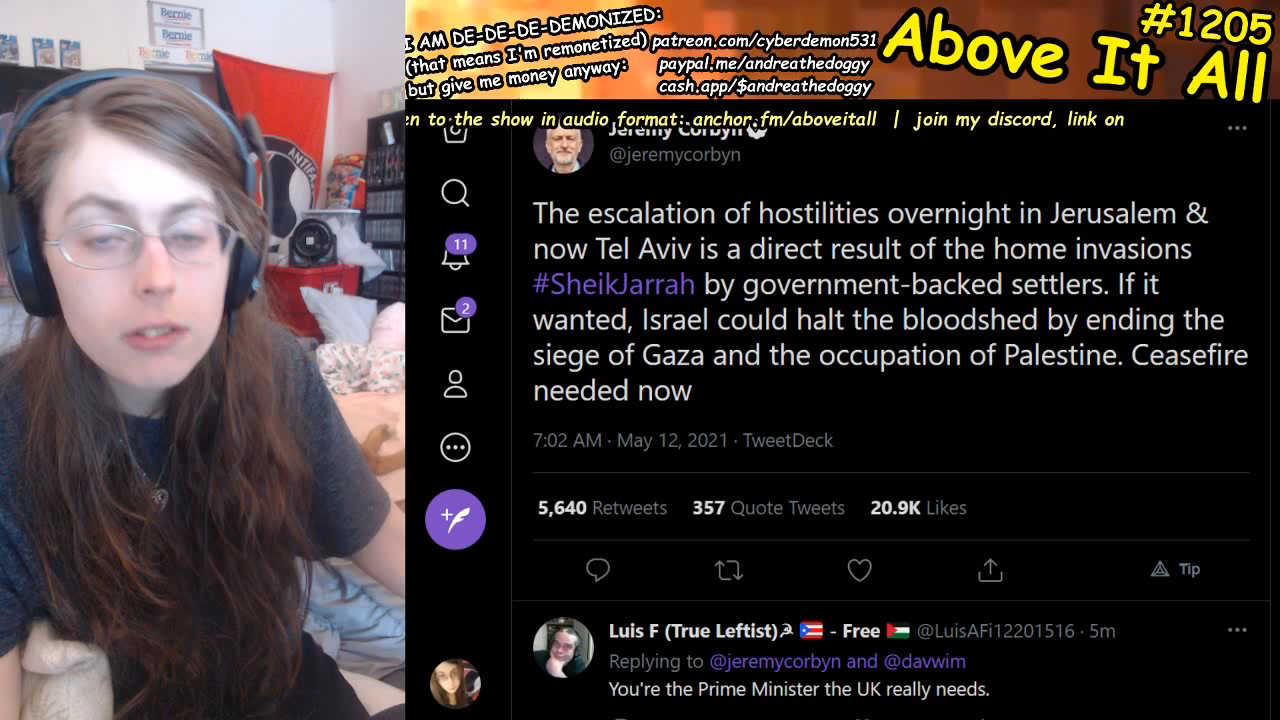 Bernie
Bernie
Bernie
Bernie
ANTIFA
I AM DE-DE-DE-DEMONIZED:
(that means I'm remonetized)
but give me money anyway:
patreon.com/cyberdemon531
paypal.me/andreathedoggy
cash.app/$andreathedoggy
#1205
Above It All
en to the show in audio format: anchor.fm/aboveitall | join my discord, link on
Jeremy Corbyn
@jeremycorbyn
The escalation of hostilities overnight in Jerusalem &
now Tel Aviv is a direct result of the home invasions
#SheikJarrah by government-backed settlers. If it
wanted, Israel could halt the bloodshed by ending the
siege of Gaza and the occupation of Palestine. Ceasefire
needed now
7:02 AM · May 12, 2021 · TweetDeck
5,640 Retweets 357 Quote Tweets 20.9K Likes
Tip
11
2
Luis F (True Leftist)☭ 🇵🇷 - Free 🇵🇸 @LuisAFi12201516 · 5m
Replying to @jeremycorbyn and @davwim
You're the Prime Minister the UK really needs.